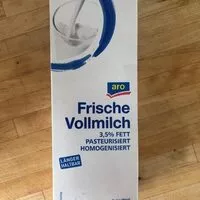 aro
Frische
Vollmilch
3,5% FETT
PASTEURISIERT
HOMOGENISIERT
LÄNGER
HALTBAR